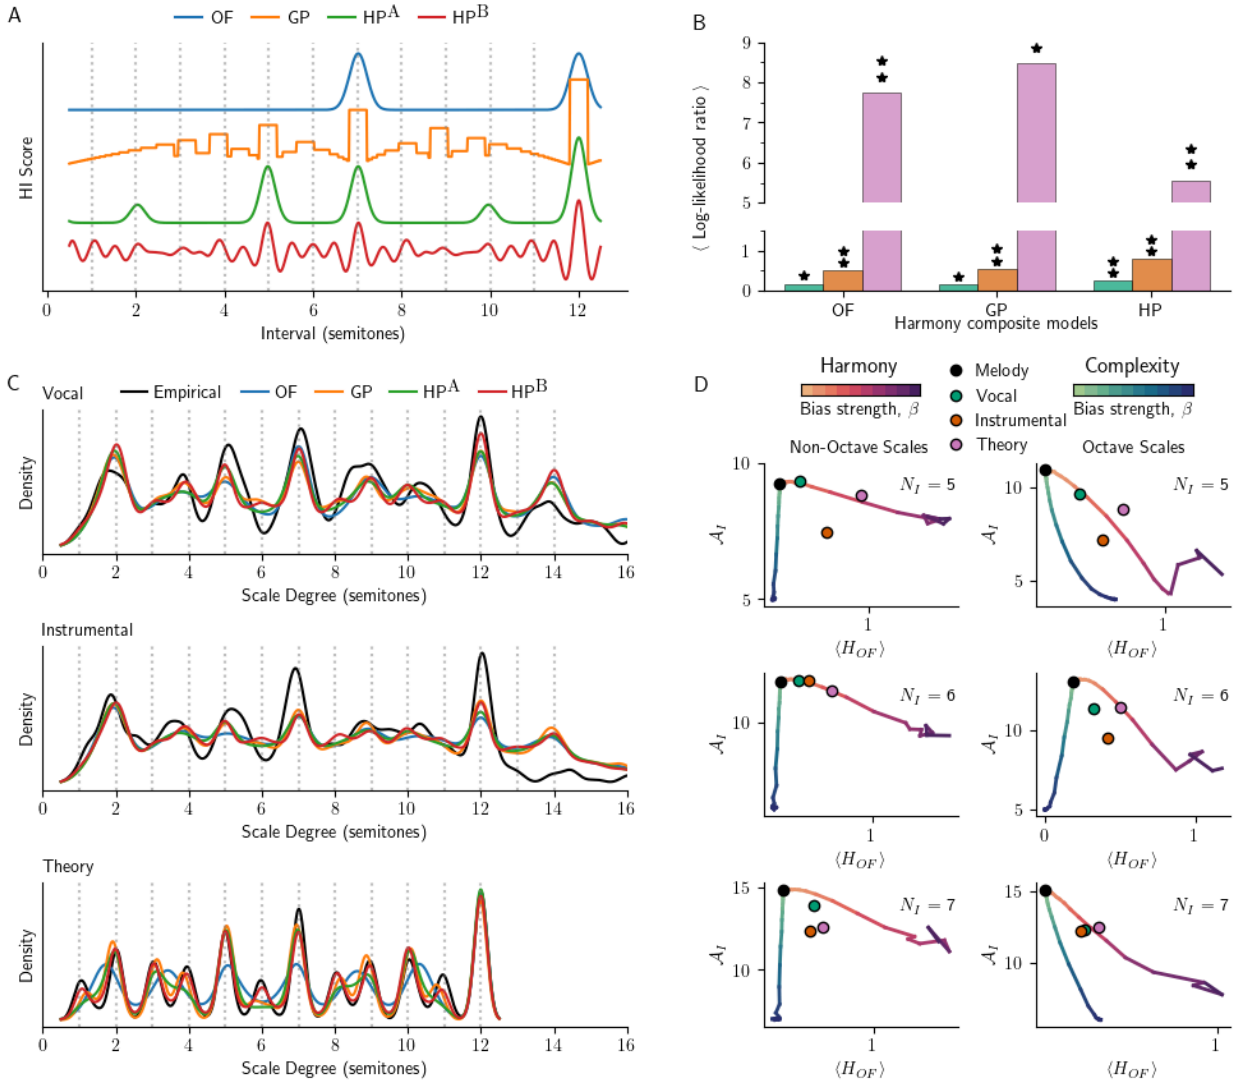 A
OF GP HP^A HP^B
HI Score
0 2 4 6 8 10 12
Interval (semitones)
B
⟨ Log-likelihood ratio ⟩
9
8
7
6
5
1
0
OF GP HP
Harmony composite models
C
Vocal
Empirical OF GP HP^A HP^B
Density
0 2 4 6 8 10 12 14 16
Scale Degree (semitones)
Instrumental
Density
0 2 4 6 8 10 12 14 16
Scale Degree (semitones)
Theory
Density
0 2 4 6 8 10 12 14 16
Scale Degree (semitones)
D
Harmony
Bias strength, β
Melody
Vocal
Instrumental
Theory
Complexity
Bias strength, β
Non-Octave Scales
Octave Scales
10
5
A_I
N_I = 5
1
⟨H_OF⟩
10
5
A_I
N_I = 5
1
⟨H_OF⟩
10
A_I
N_I = 6
1
⟨H_OF⟩
10
5
A_I
N_I = 6
0 1
⟨H_OF⟩
15
10
A_I
N_I = 7
1
⟨H_OF⟩
15
10
A_I
N_I = 7
1
⟨H_OF⟩